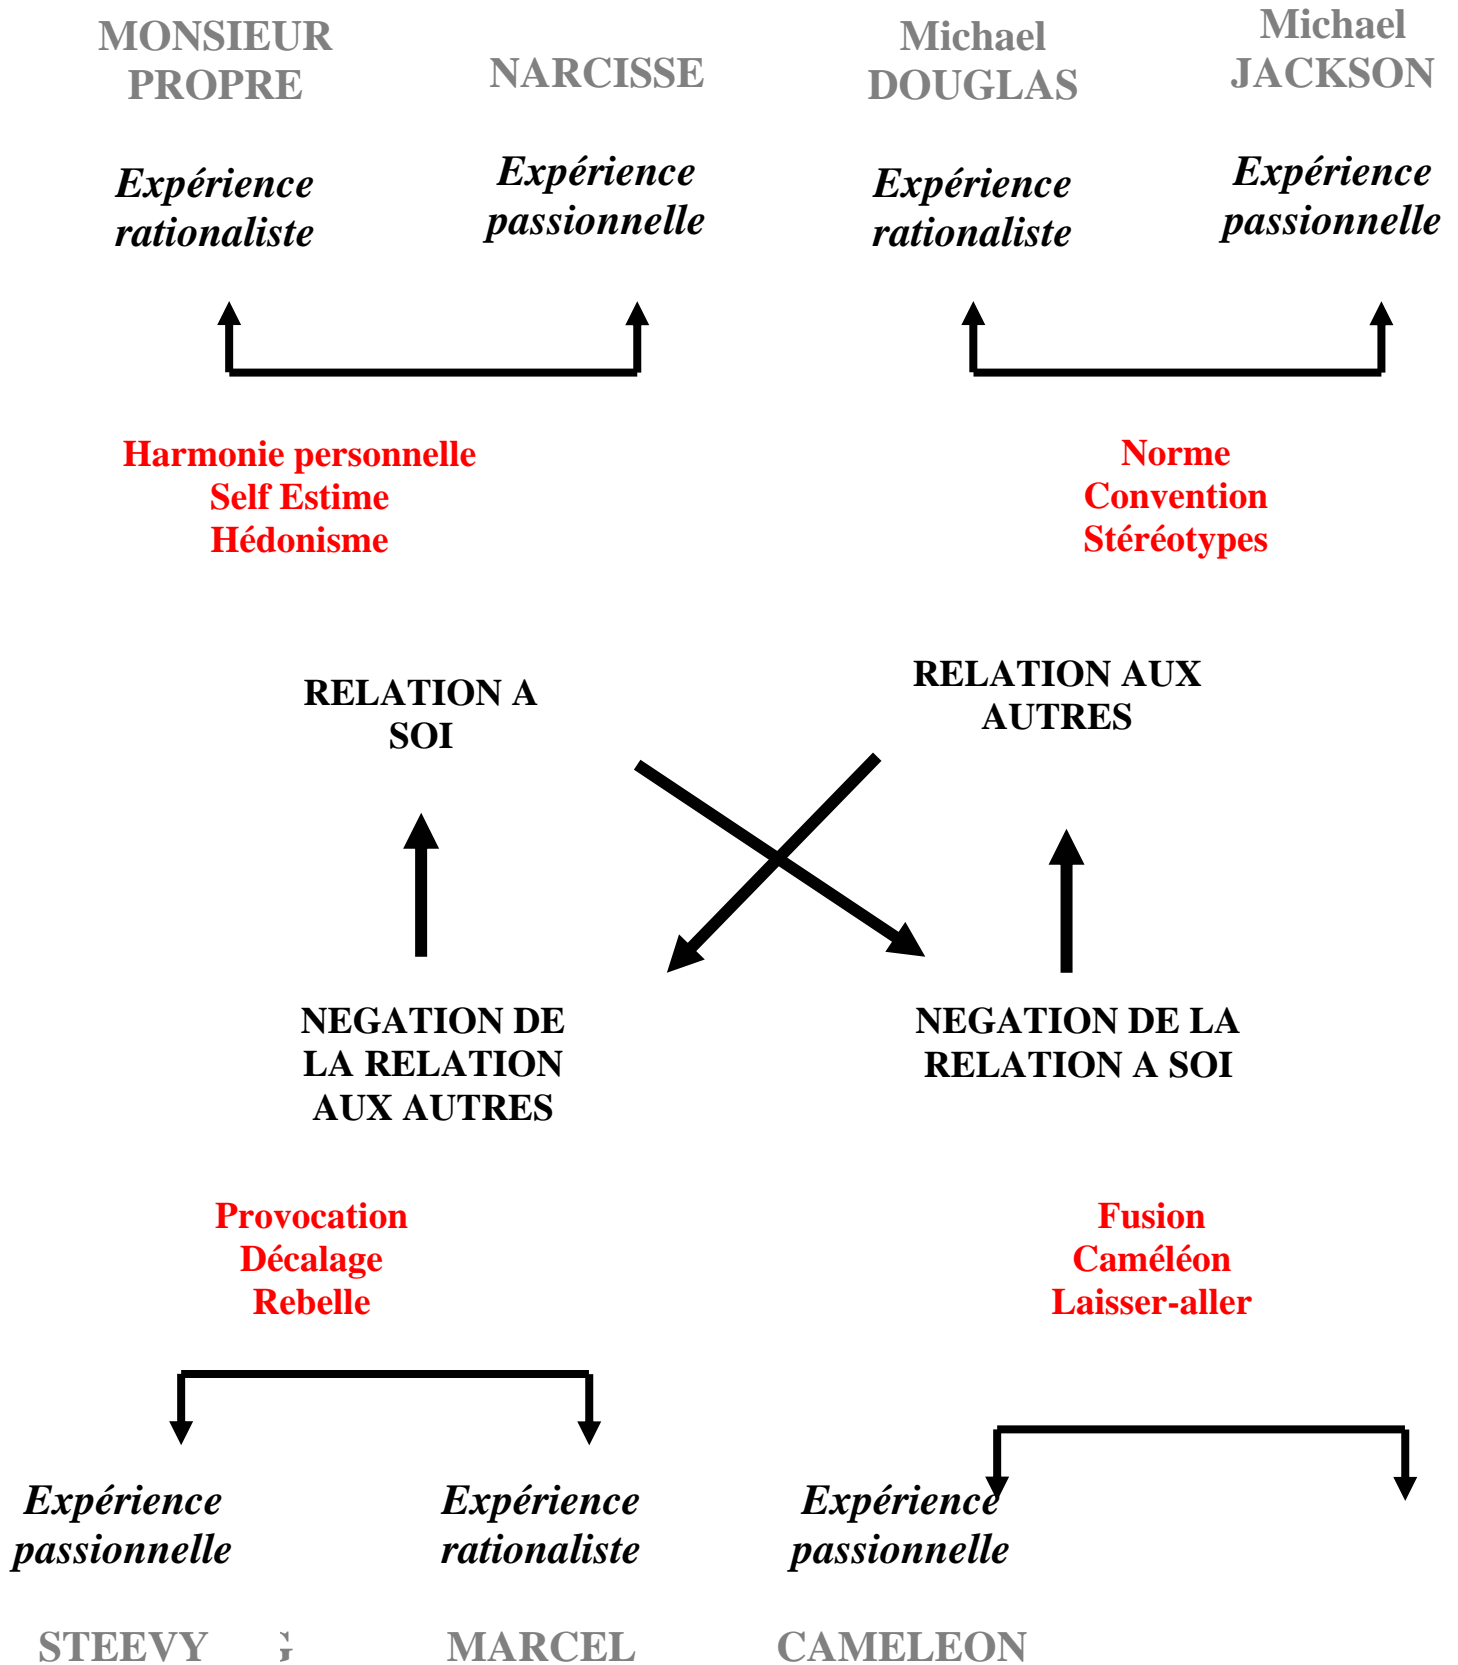 MONSIEUR
PROPRE
NARCISSE
Michael
DOUGLAS
Michael
JACKSON
Expérience
rationaliste
Expérience
passionnelle
Expérience
rationaliste
Expérience
passionnelle
Harmonie personnelle
Self Estime
Hédonisme
Norme
Convention
Stéréotypes
RELATION A
SOI
RELATION AUX
AUTRES
NEGATION DE
LA RELATION
AUX AUTRES
NEGATION DE LA
RELATION A SOI
Provocation
Décalage
Rebelle
Fusion
Caméléon
Laisser-aller
Expérience
passionnelle
Expérience
rationaliste
Expérience
passionnelle
STEEVY
MARCEL
CAMELEON